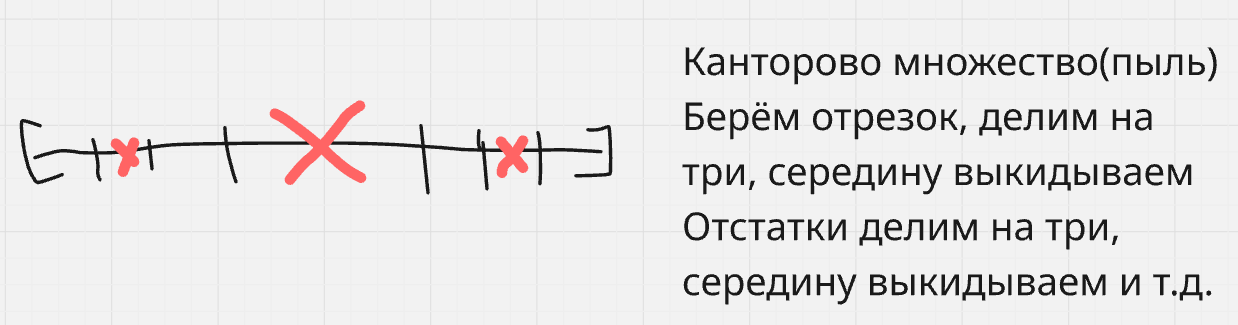 Канторово множество(пыль)
Берём отрезок, делим на
три, середину выкидываем
Отстатки делим на три,
середину выкидываем и т.д.